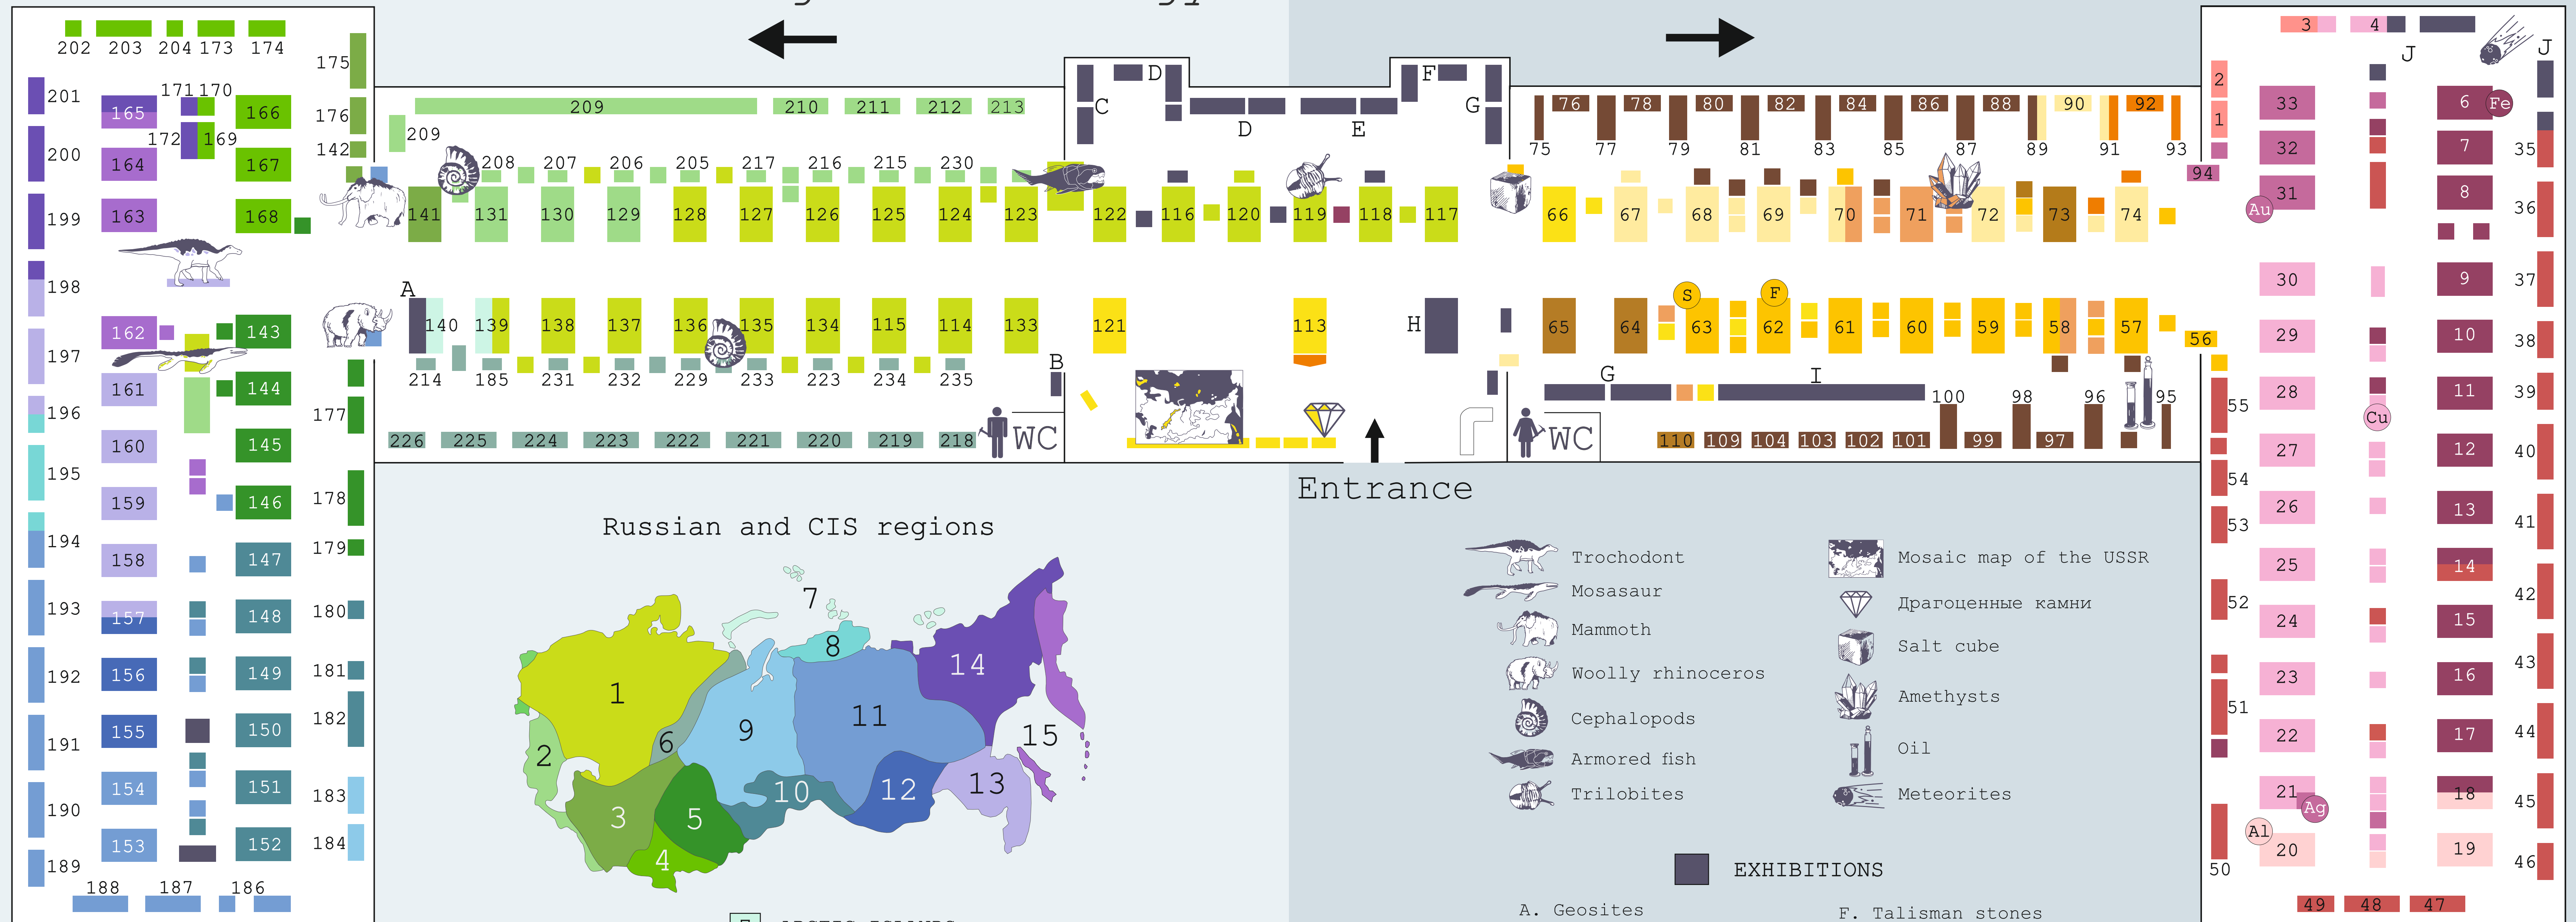 202 203 204 173 174
175
201
171 170
165
166
176
172 169
142
200
164
167
199
163
168
198
197
162
143
196
161
144
177
195
160
145
194
159
146
178
158
147
179
193
157
148
180
192
156
149
181
191
155
150
182
190
154
151
183
189
153
152
184
188 187 186
209 210 211 212 213
209
208 207 206 205 217 216 215 230
141 131 130 129 128 127 126 125 124 123 122 116 120 119 118 117
A
140 139 138 137 136 135 134 115 114 133 121 113
H
214 185 231 232 229 233 223 234 235
B
226 225 224 223 222 221 220 219 218
WC
C
D
D
E
F
G
76 78 80 82 84 86 88 90 92
75 77 79 81 83 85 87 89 91 93
94
66 67 68 69 70 71 72 73 74
S
F
65 64 63 62 61 60 59 58 57
56
G
I
100 98 96 95
WC
110 109 104 103 102 101 99 97
3 4
J
J
2
1
33
6
Fe
32
7
35
31
Au
8
36
30
9
37
29
10
38
28
11
39
55
Cu
27
12
40
54
26
13
41
53
25
14
42
52
24
15
43
23
16
51
22
17
44
21
Ag
18
45
Al
20
19
46
50
49 48 47
Entrance
Russian and CIS regions
7
8
14
1
11
9
6
15
2
13
10
12
3
5
4
Trochodont
Mosasaur
Mammoth
Woolly rhinoceros
Cephalopods
Armored fish
Trilobites
Mosaic map of the USSR
Драгоценные камни
Salt cube
Amethysts
Oil
Meteorites
EXHIBITIONS
A. Geosites
F. Talisman stones